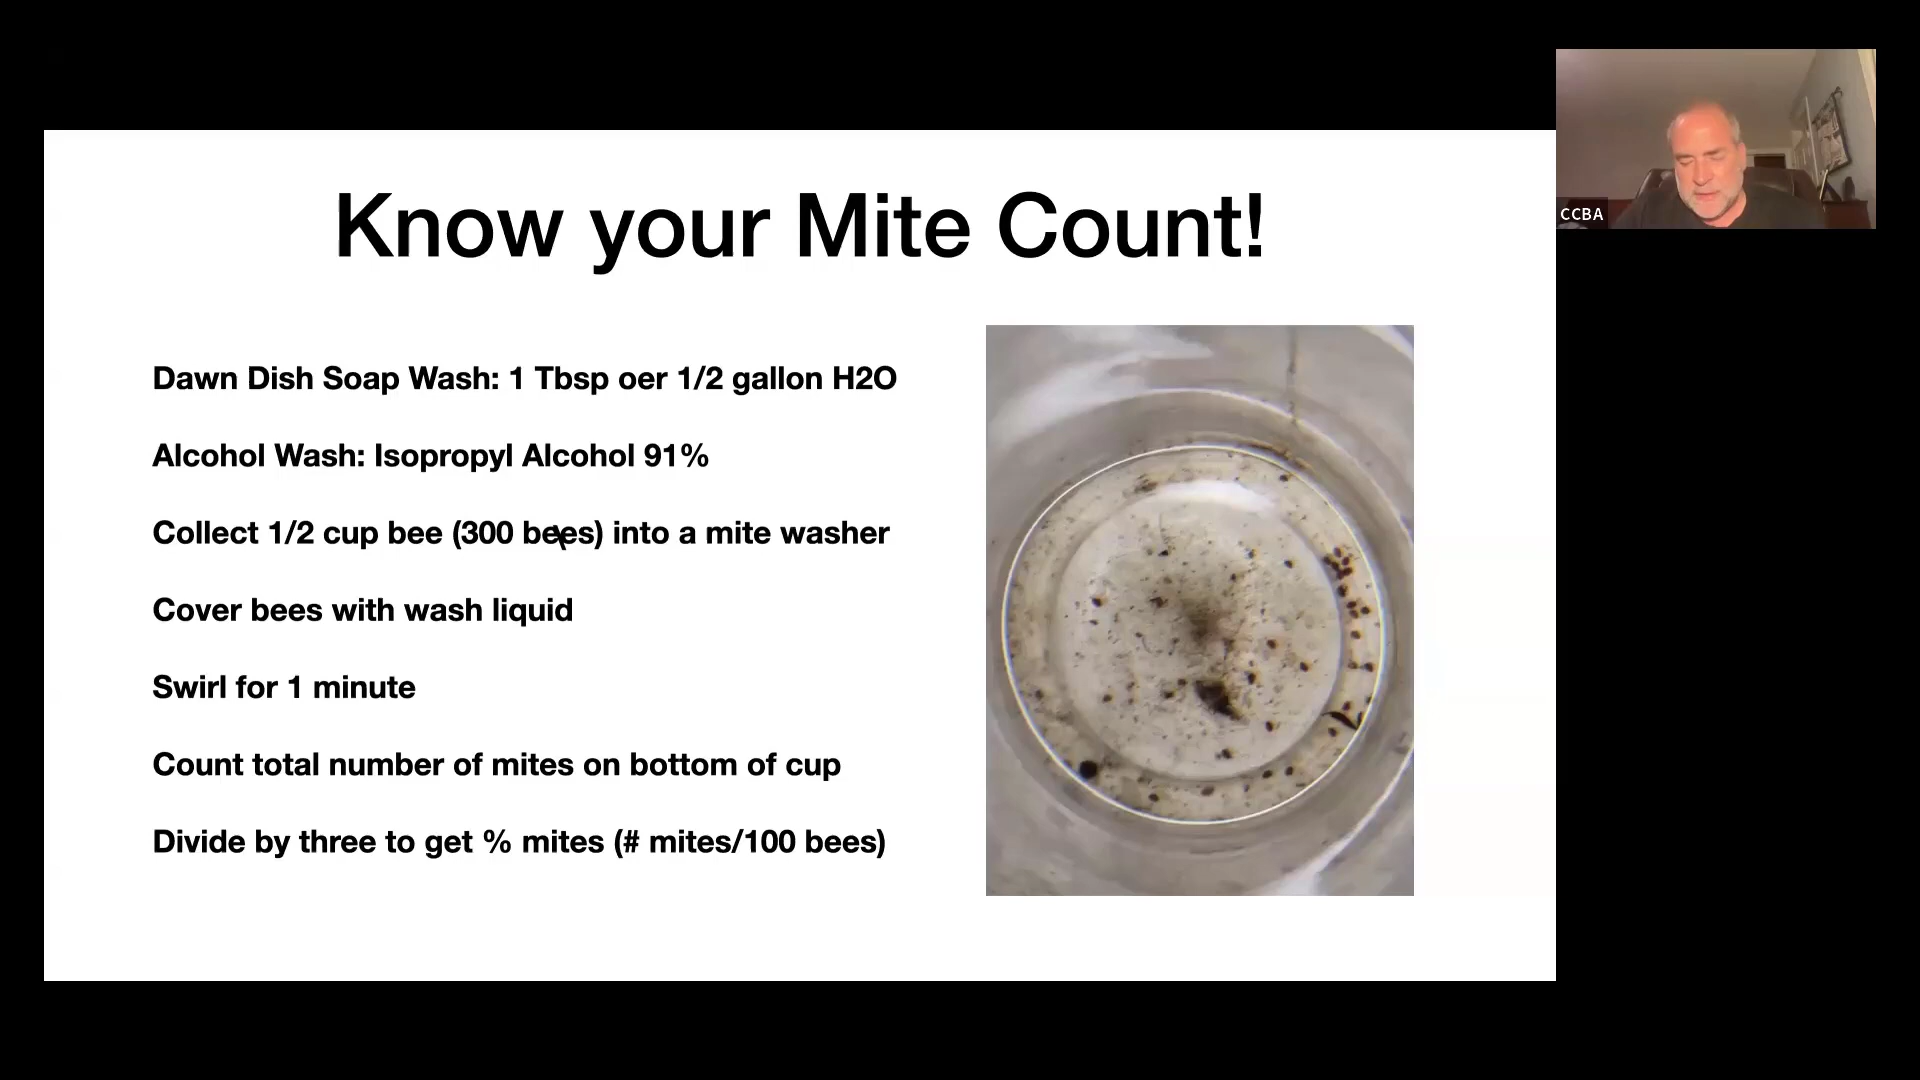 Know your Mite Count!
Dawn Dish Soap Wash: 1 Tbsp oer 1/2 gallon H2O
Alcohol Wash: Isopropyl Alcohol 91%
Collect 1/2 cup bee (300 bees) into a mite washer
Cover bees with wash liquid
Swirl for 1 minute
Count total number of mites on bottom of cup
Divide by three to get % mites (# mites/100 bees)
CCBA